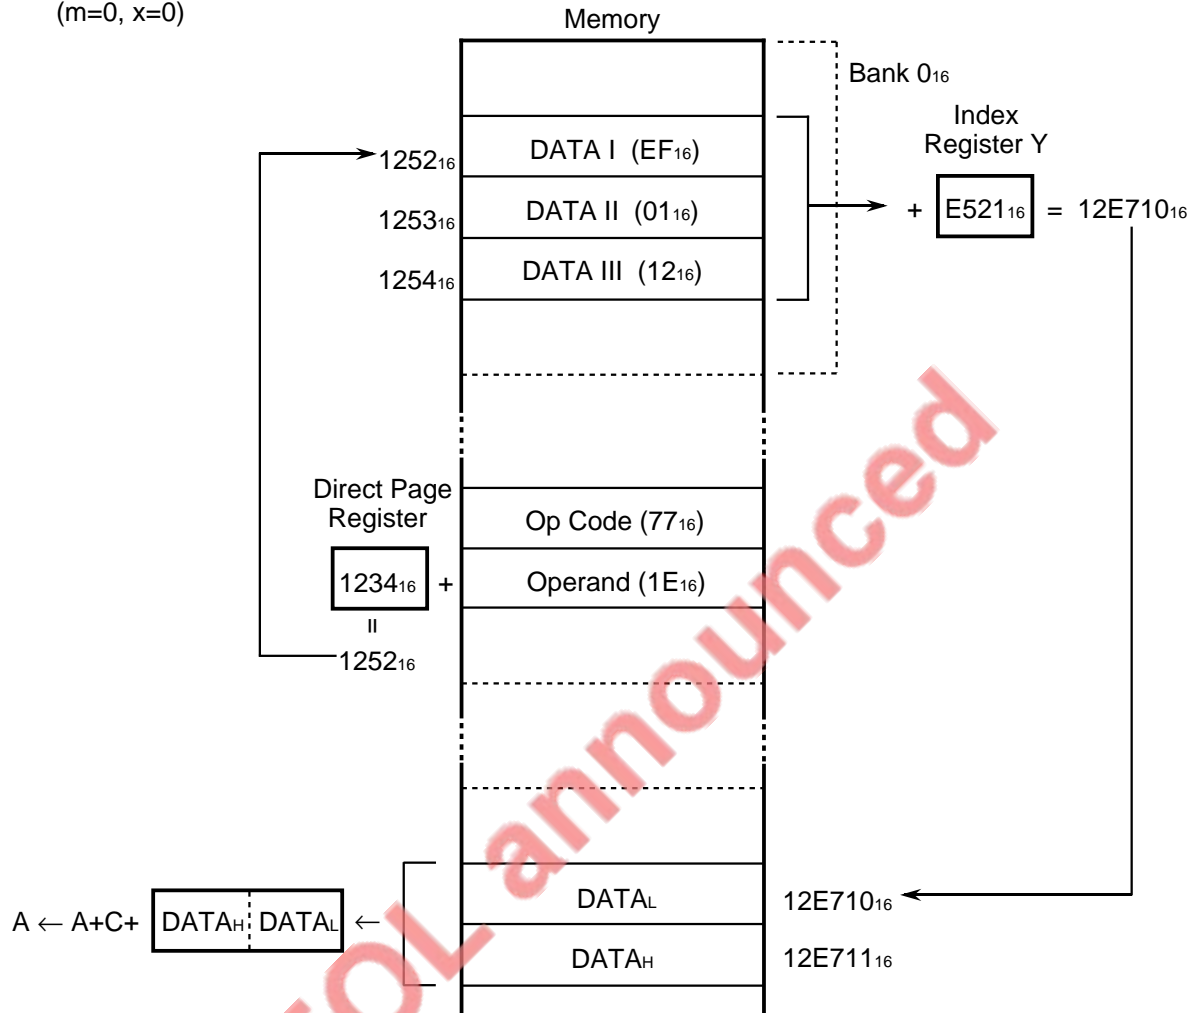 (m=0, x=0)
Memory
Bank 0₁₆
Index
Register Y
1252₁₆ DATA I (EF₁₆)
1253₁₆ DATA II (01₁₆)
+ E521₁₆ = 12E710₁₆
1254₁₆ DATA III (12₁₆)
Direct Page
Register
Op Code (77₁₆)
1234₁₆ + Operand (1E₁₆)
=
1252₁₆
A ← A+C+ DATAH DATAL ←
DATAL 12E710₁₆
DATAH 12E711₁₆
EOL announced